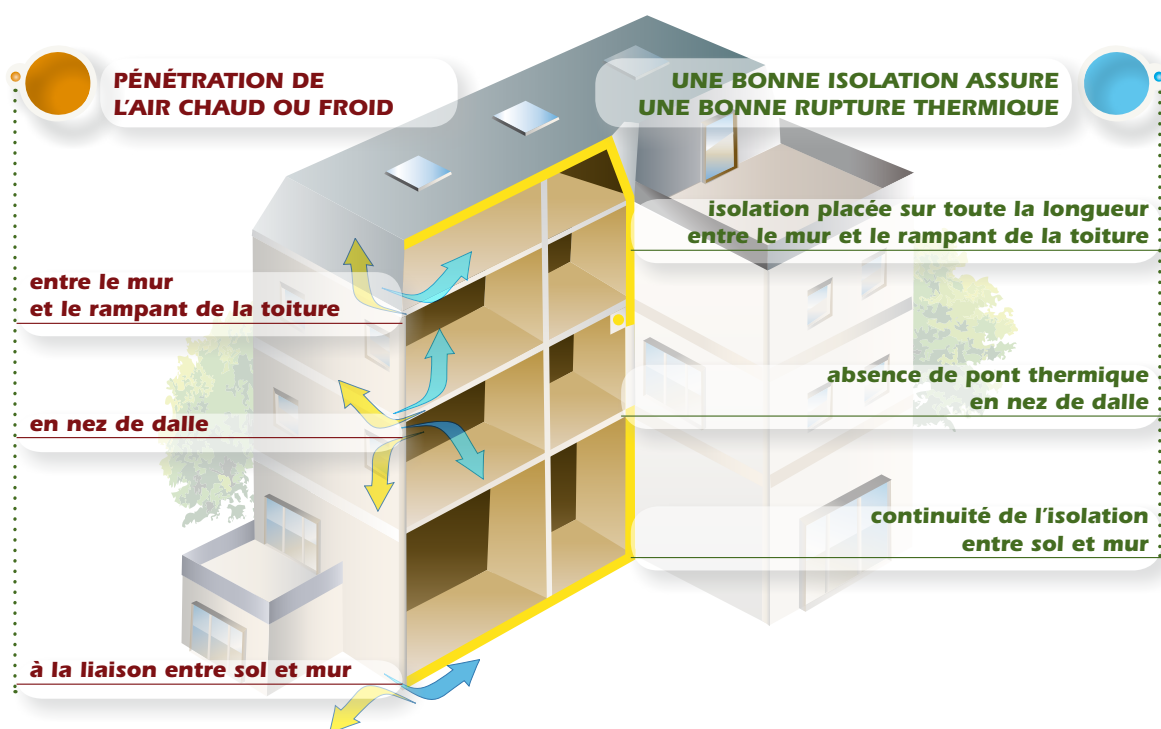 PÉNÉTRATION DE
L'AIR CHAUD OU FROID
entre le mur
et le rampant de la toiture
en nez de dalle
à la liaison entre sol et mur
UNE BONNE ISOLATION ASSURE
UNE BONNE RUPTURE THERMIQUE
isolation placée sur toute la longueur
entre le mur et le rampant de la toiture
absence de pont thermique
en nez de dalle
continuité de l'isolation
entre sol et mur